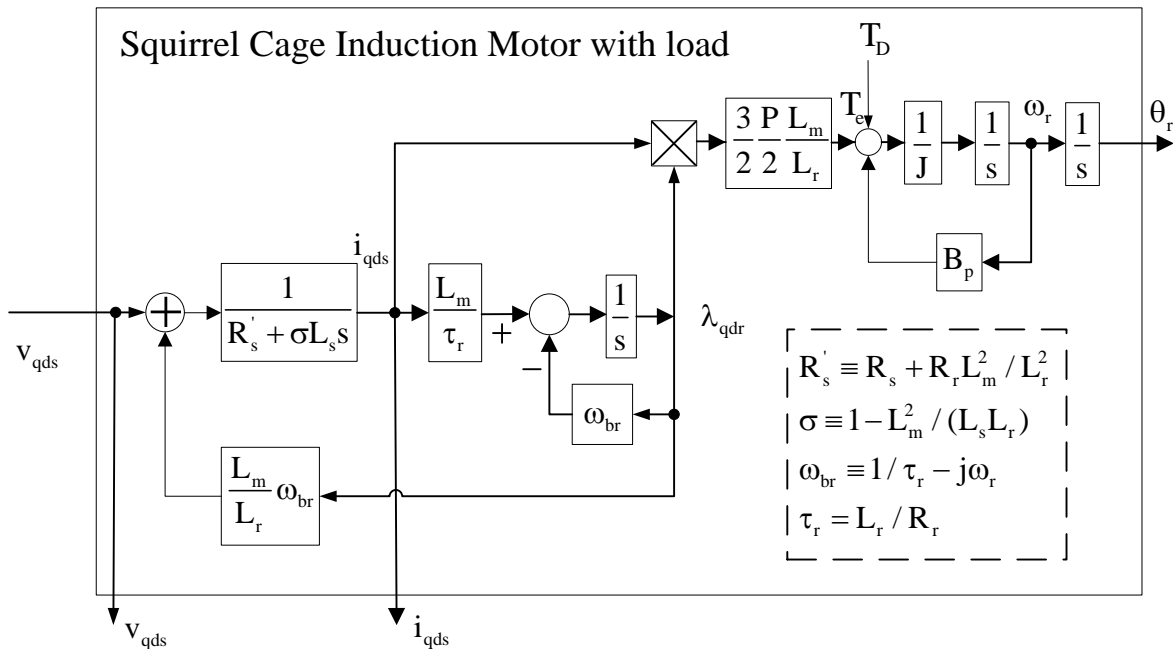 Squirrel Cage Induction Motor with load
T_D
3/2 P/2 L_m/L_r
T_e
1/J
1/s
ω_r
1/s
θ_r
B_p
v_qds
+
1/(R_s' + σL_s s)
i_qds
L_m/τ_r
+
−
1/s
λ_qdr
ω_br
L_m/L_r ω_br
R_s' ≡ R_s + R_r L_m^2 / L_r^2
σ ≡ 1 − L_m^2 / (L_s L_r)
ω_br ≡ 1 / τ_r − jω_r
τ_r = L_r / R_r
v_qds
i_qds